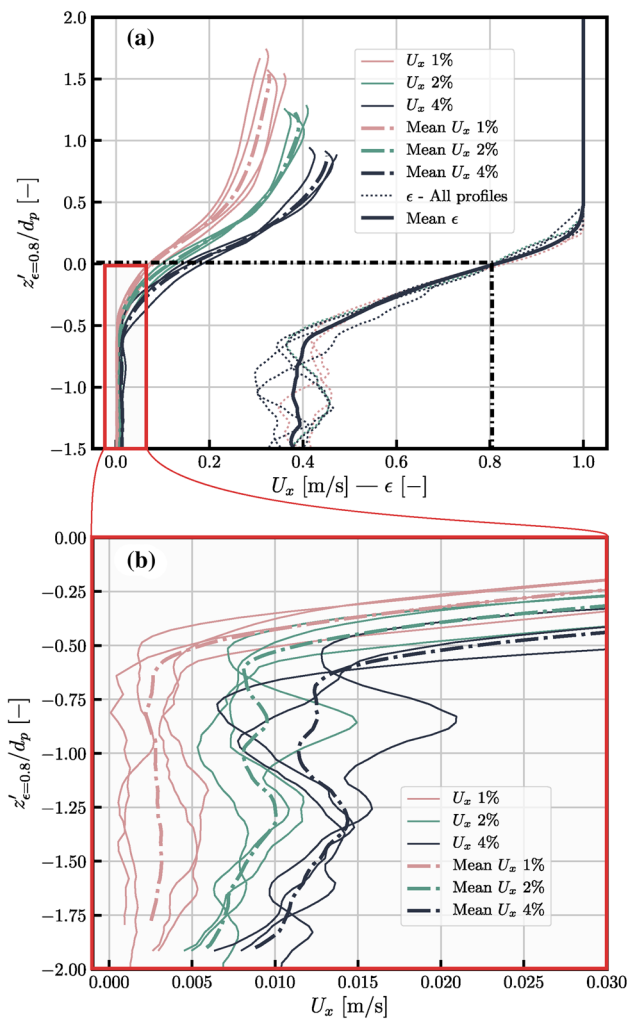 (a)
2.0
1.5
1.0
0.5
0.0
−0.5
−1.0
−1.5
z′ε=0.8/dp [−]
Ux 1%
Ux 2%
Ux 4%
Mean Ux 1%
Mean Ux 2%
Mean Ux 4%
ϵ - All profiles
Mean ϵ
0.0 0.2 0.4 0.6 0.8 1.0
Ux [m/s] — ϵ [−]
(b)
0.00
−0.25
−0.50
−0.75
−1.00
−1.25
−1.50
−1.75
−2.00
z′ϵ=0.8/dp [−]
Ux 1%
Ux 2%
Ux 4%
Mean Ux 1%
Mean Ux 2%
Mean Ux 4%
0.000 0.005 0.010 0.015 0.020 0.025 0.030
Ux [m/s]